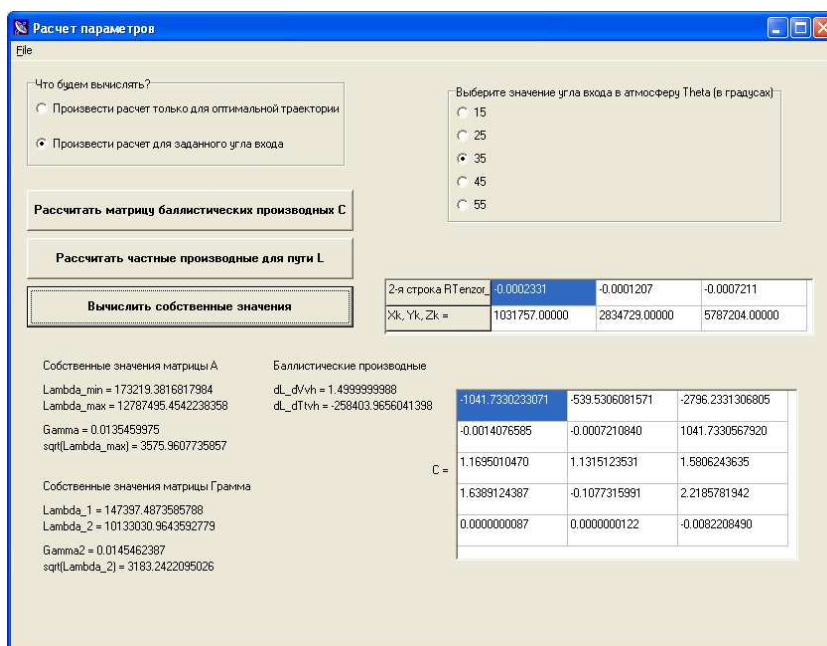 Расчет параметров
File
Что будем вычислять?
Произвести расчет только для оптимальной траектории
Произвести расчет для заданного угла входа
Выберите значение угла входа в атмосферу Theta (в градусах)
15
25
35
45
55
Рассчитать матрицу баллистических производных C
Рассчитать частные производные для пути L
Вычислить собственные значения
2-я строка RTenzor_ -0.0002331 -0.0001207 -0.0007211
Xk, Yk, Zk = 1031757.00000 2834729.00000 5787204.00000
Собственные значения матрицы A
Lambda_min = 173219.3816817984
Lambda_max = 12787495.4542238358
Gamma = 0.0135459975
sqrt(Lambda_max) = 3575.9607735857
Баллистические производные
dL_dVvh = 1.4999999988
dL_dTtvh = -258403.9656041398
Собственные значения матрицы Грамма
Lambda_1 = 147397.4873585788
Lambda_2 = 10133030.9643592779
Gamma2 = 0.0145462387
sqrt(Lambda_2) = 3183.2422095026
C =
-1041.7330233071 -539.5306081571 -2796.2331306805
-0.0014076585 -0.0007210840 1041.7330567920
1.1695010470 1.1315123531 1.5806243635
1.6389124387 -0.1077315991 2.2185781942
0.0000000087 0.0000000122 -0.0082208490